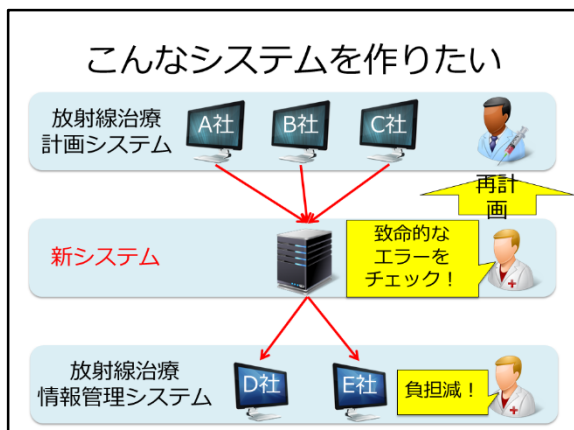 こんなシステムを作りたい
放射線治療
計画システム
A社
B社
C社
再計
画
新システム
致命的な
エラーを
チェック！
放射線治療
情報管理システム
D社
E社
負担減！